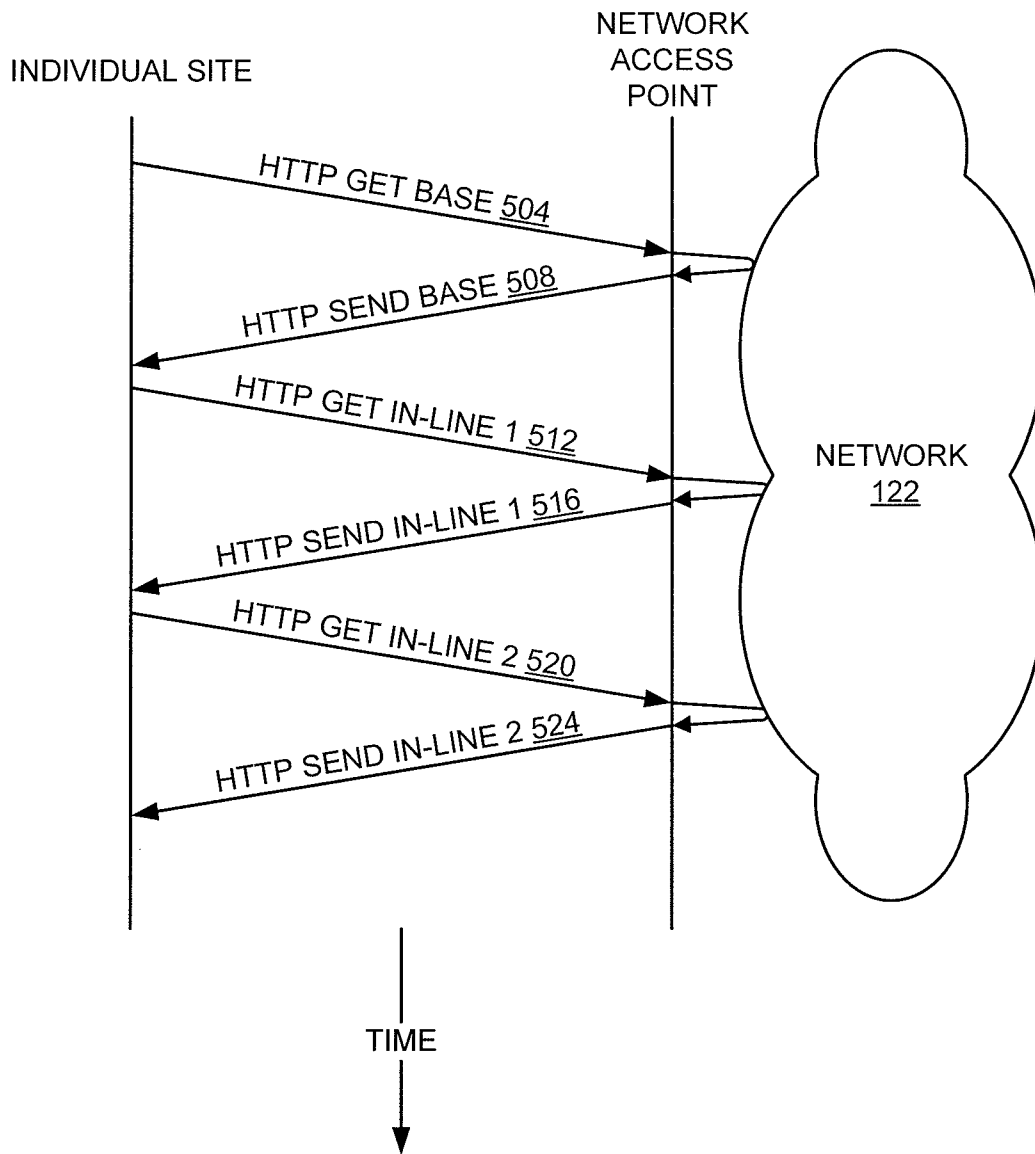 INDIVIDUAL SITE
NETWORK
ACCESS
POINT
HTTP GET BASE 504
HTTP SEND BASE 508
HTTP GET IN-LINE 1 512
HTTP SEND IN-LINE 1 516
HTTP GET IN-LINE 2 520
HTTP SEND IN-LINE 2 524
NETWORK
122
TIME